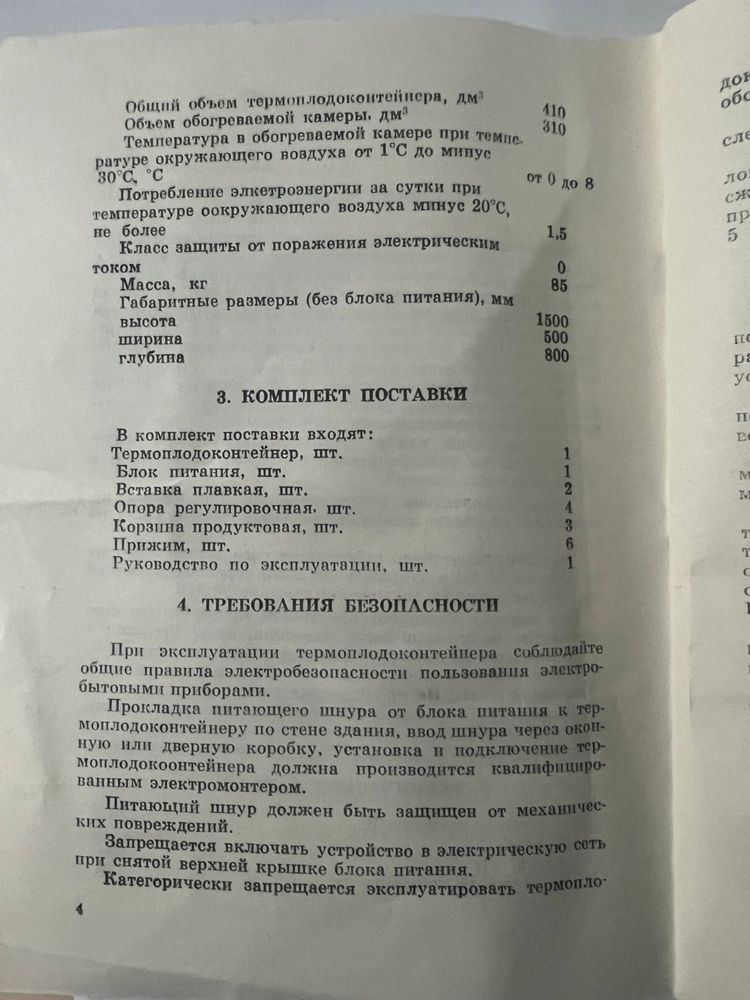 Общий объем термоплодоконтейнера, дм³ 410
Объем обогреваемой камеры, дм³ 310
Температура в обогреваемой камере при темпе-
ратуре окружающего воздуха от 1°С до минус
30°С, °С от 0 до 8
Потребление элкетроэнергии за сутки при
температуре оокружающего воздуха минус 20°С,
не более 1,5
Класс защиты от поражения электрическим
током 0
Масса, кг 85
Габаритные размеры (без блока питания), мм
высота 1500
ширина 500
глубина 800
3. КОМПЛЕКТ ПОСТАВКИ
В комплект поставки входят:
Термоплодоконтейнер, шт. 1
Блок питания, шт. 1
Вставка плавкая, шт. 2
Опора регулировочная, шт. 4
Корзина продуктовая, шт. 3
Прижим, шт. 6
Руководство по эксплуатации, шт. 1
4. ТРЕБОВАНИЯ БЕЗОПАСНОСТИ
При эксплуатации термоплодоконтейнера соблюдайте
общие правила электробезопасности пользования электро-
бытовыми приборами.
Прокладка питающего шнура от блока питания к тер-
моплодоконтейнеру по стене здания, ввод шнура через окон-
ную или дверную коробку, установка и подключение тер-
моплодокоонтейнера должна производится квалифициро-
ванным электромонтером.
Питающий шнур должен быть защищен от механичес-
ких повреждений.
Запрещается включать устройство в электрическую сеть
при снятой верхней крышке блока питания.
Категорически запрещается эксплуатировать термопло-
4